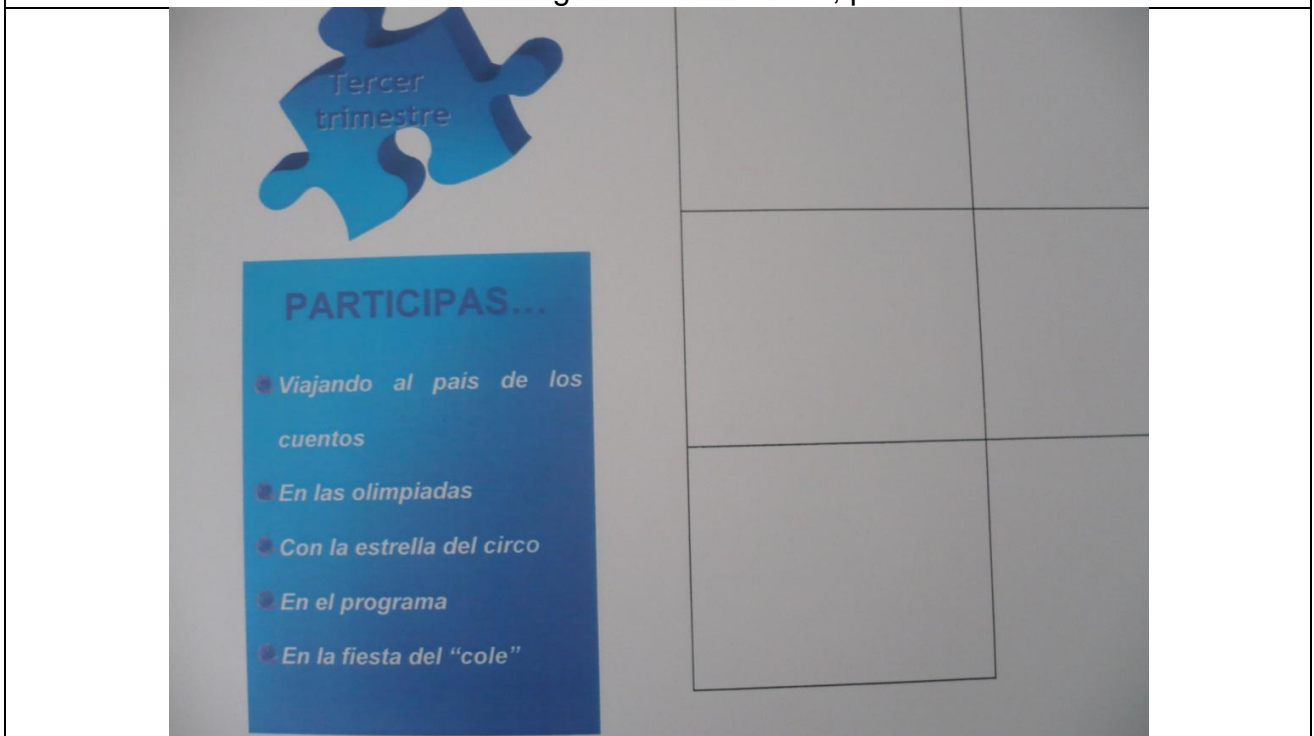 Tercer
trimestre
PARTICIPAS...
Viajando al país de los
cuentos
En las olimpiadas
Con la estrella del circo
En el programa
En la fiesta del “cole”